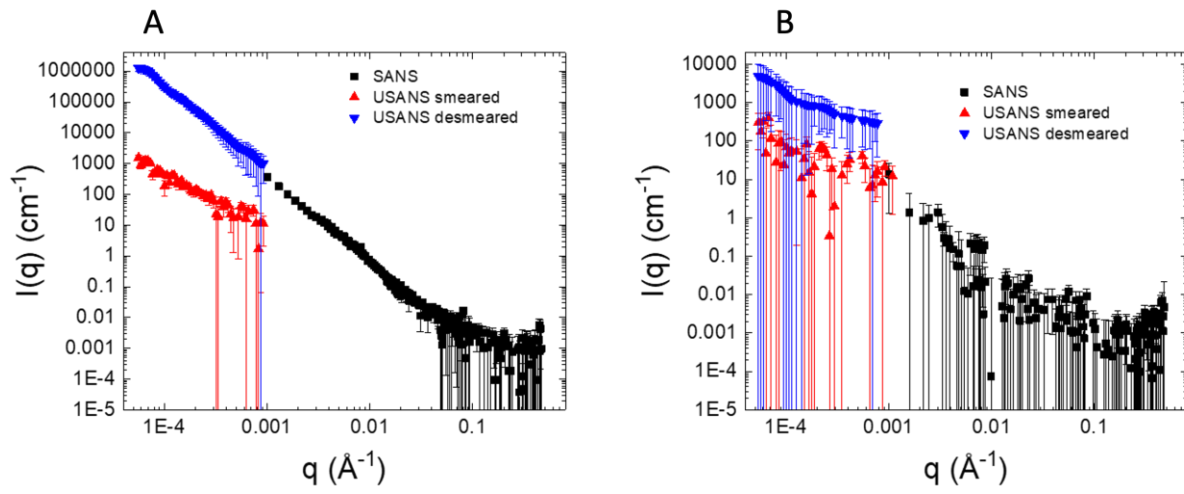 A
1000000
100000
10000
1000
100
10
1
0.1
0.01
0.001
1E-4
1E-5
I(q) (cm⁻¹)
SANS
USANS smeared
USANS desmeared
1E-4 0.001 0.01 0.1
q (Å⁻¹)
B
10000
1000
100
10
1
0.1
0.01
0.001
1E-4
1E-5
I(q) (cm⁻¹)
SANS
USANS smeared
USANS desmeared
1E-4 0.001 0.01 0.1
q (Å⁻¹)